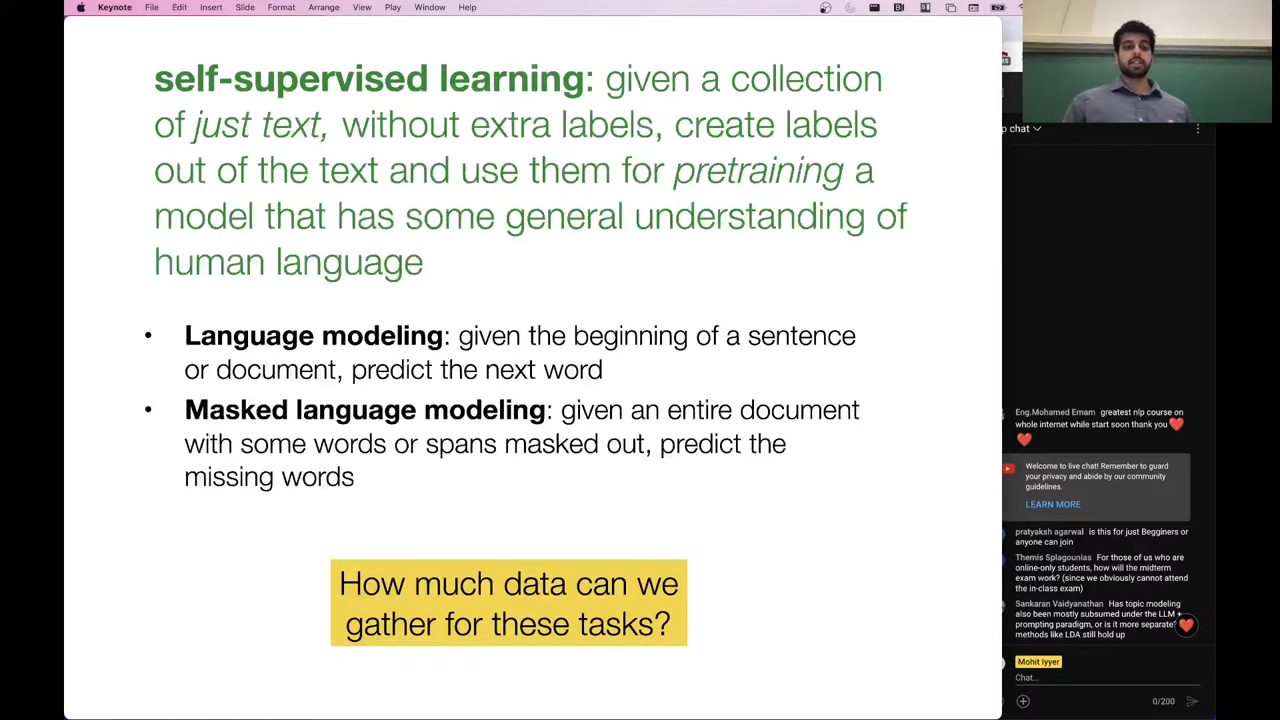 Keynote File Edit Insert Slide Format Arrange View Play Window Help
self-supervised learning: given a collection
of just text, without extra labels, create labels
out of the text and use them for pretraining a
model that has some general understanding of
human language
• Language modeling: given the beginning of a sentence
or document, predict the next word
• Masked language modeling: given an entire document
with some words or spans masked out, predict the
missing words
How much data can we
gather for these tasks?
p chat
Eng.Mohamed Emam greatest nlp course on
whole internet while start soon thank you ❤️
❤️
Welcome to live chat! Remember to guard
your privacy and abide by our community
guidelines.
LEARN MORE
pratyaksh agarwal is this for just Begginers or
anyone can join
Themis Splagounias For those of us who are
online-only students, how will the midterm
exam work? (since we obviously cannot attend
the in-class exam)
Sankaran Vaidyanathan Has topic modeling
also been mostly subsumed under the LLM +
prompting paradigm, or is it more separate?
methods like LDA still hold up
Mohit Iyyer
Chat...
0/200